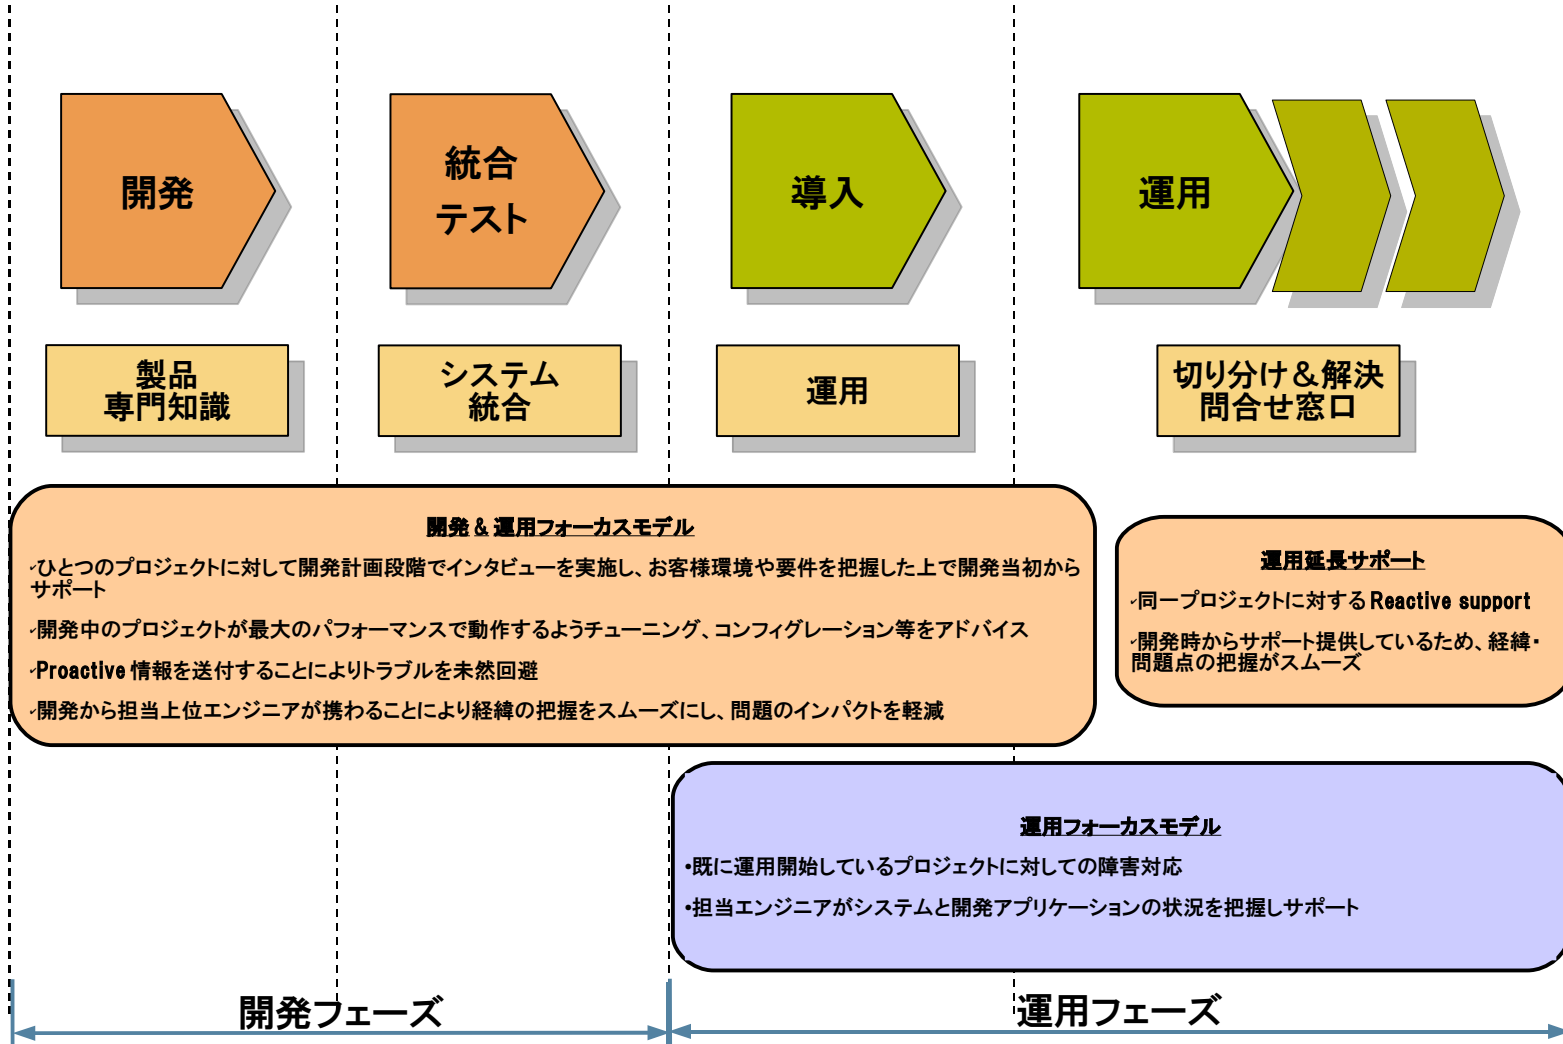 開発
統合
テスト
導入
運用
製品
専門知識
システム
統合
運用
切り分け＆解決
問合せ窓口
開発 & 運用フォーカスモデル
✓ひとつのプロジェクトに対して開発計画段階でインタビューを実施し、お客様環境や要件を把握した上で開発当初から
サポート
✓開発中のプロジェクトが最大のパフォーマンスで動作するようチューニング、コンフィグレーション等をアドバイス
✓Proactive 情報を送付することによりトラブルを未然回避
✓開発から担当上位エンジニアが携わることにより経緯の把握をスムーズにし、問題のインパクトを軽減
運用延長サポート
✓同一プロジェクトに対する Reactive support
✓開発時からサポート提供しているため、経緯・
問題点の把握がスムーズ
運用フォーカスモデル
•既に運用開始しているプロジェクトに対しての障害対応
•担当エンジニアがシステムと開発アプリケーションの状況を把握しサポート
開発フェーズ
運用フェーズ